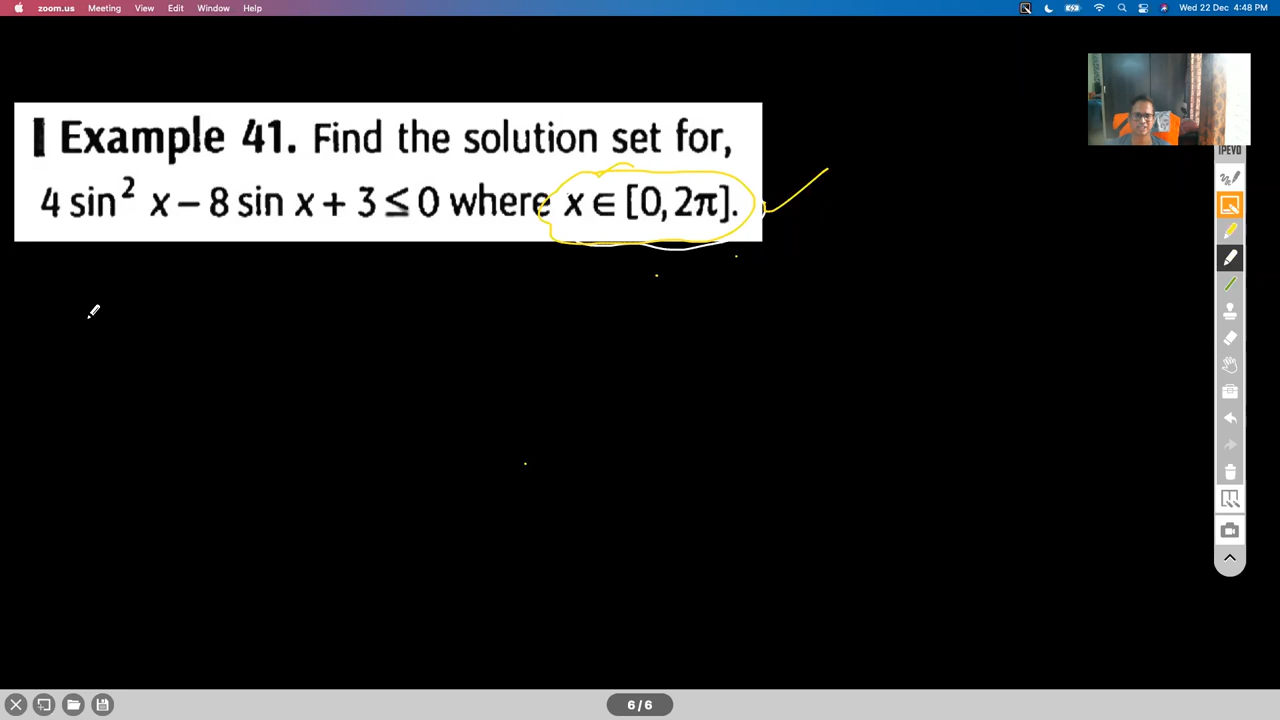 zoom.us Meeting View Edit Window Help Wed 22 Dec 4:48 PM
Example 41. Find the solution set for,
4 sin² x – 8 sin x + 3 ≤ 0 where x ∈ [0, 2π].
IPEVO
6 / 6